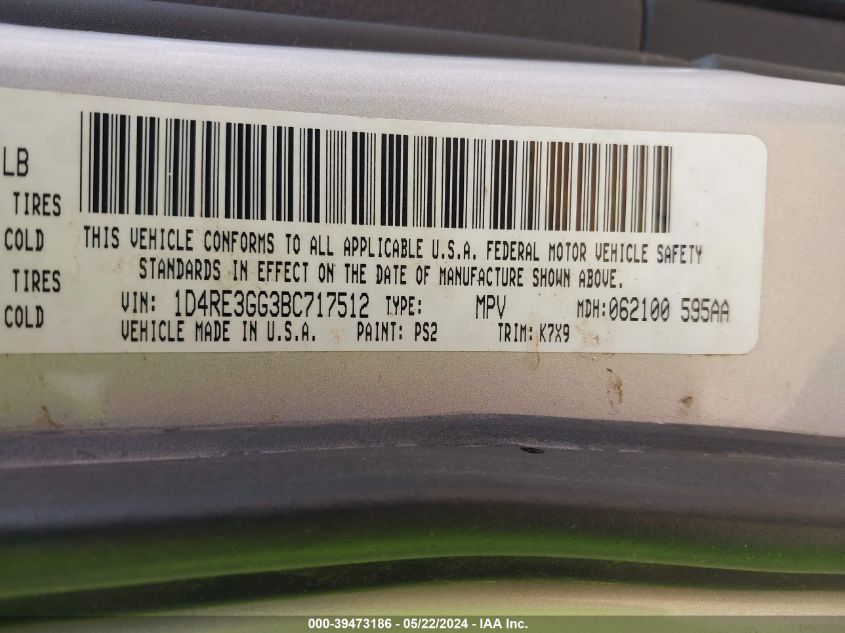 LB
TIRES
COLD
TIRES
COLD
THIS VEHICLE CONFORMS TO ALL APPLICABLE U.S.A. FEDERAL MOTOR VEHICLE SAFETY
STANDARDS IN EFFECT ON THE DATE OF MANUFACTURE SHOWN ABOVE.
VIN: 1D4RE3GG3BC717512 TYPE: MPV MDH:062100 595AA
VEHICLE MADE IN U.S.A. PAINT: PS2 TRIM: K7X9
000-39473186 - 05/22/2024 - IAA Inc.